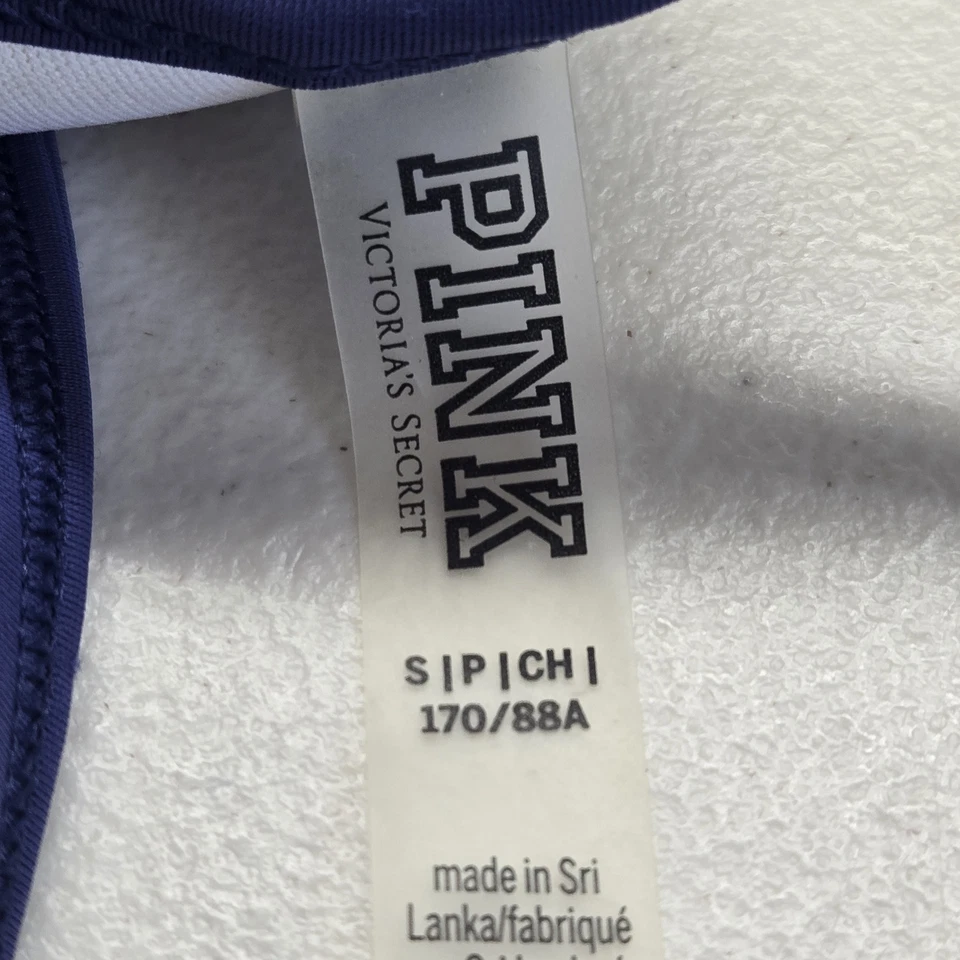 PINK
VICTORIA'S SECRET
S | P | CH |
170/88A
made in Sri
Lanka/fabriqué